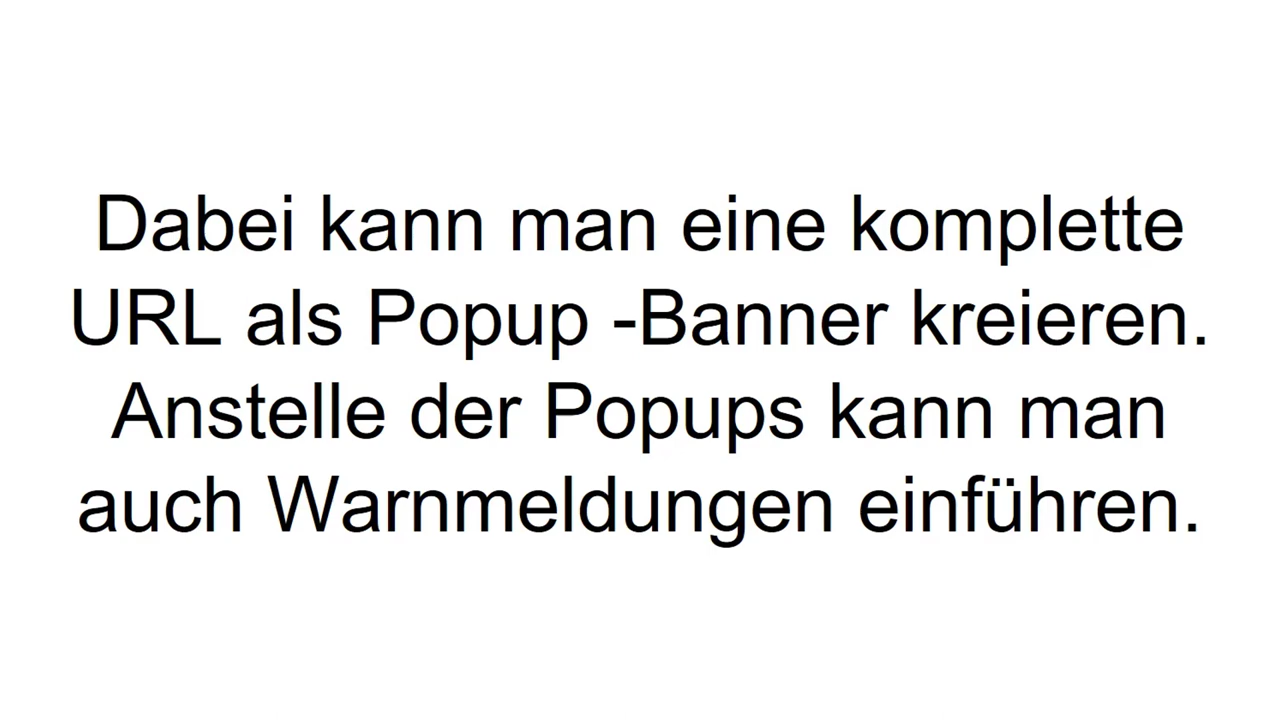 Dabei kann man eine komplette
URL als Popup -Banner kreieren.
Anstelle der Popups kann man
auch Warnmeldungen einführen.